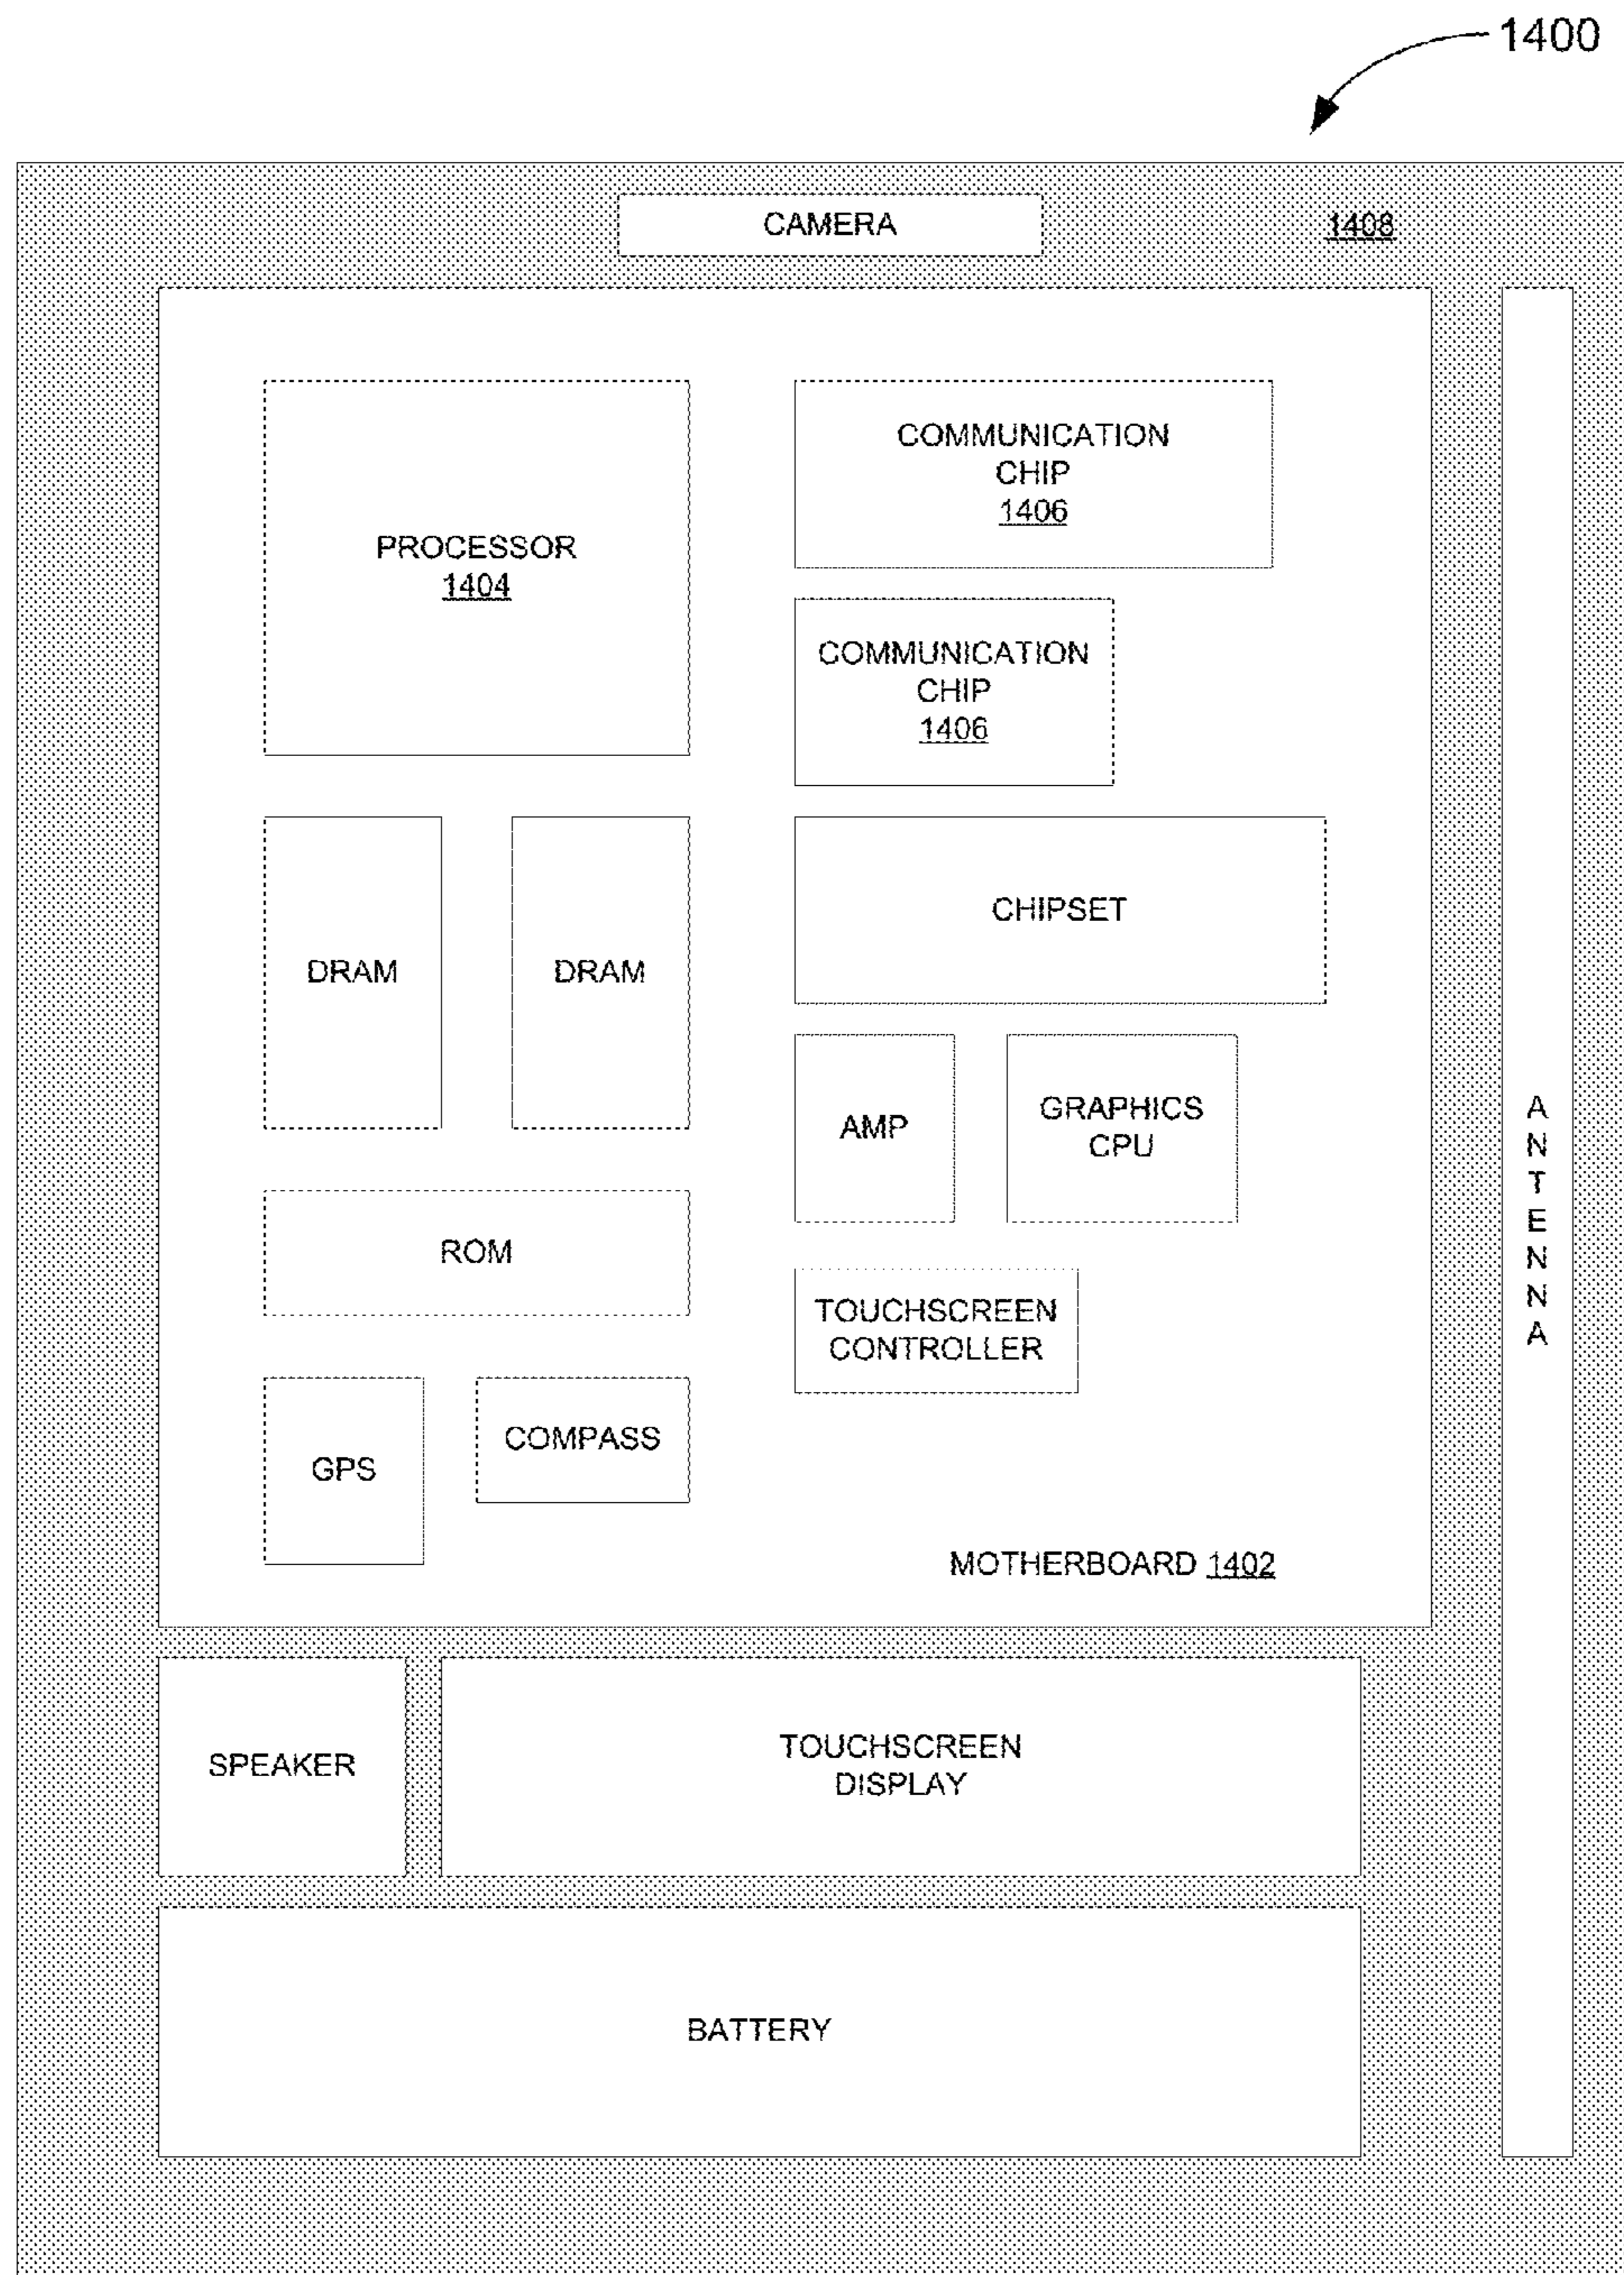 1400
CAMERA
1408
PROCESSOR
1404
COMMUNICATION
CHIP
1406
COMMUNICATION
CHIP
1406
DRAM
DRAM
CHIPSET
AMP
GRAPHICS
CPU
ROM
TOUCHSCREEN
CONTROLLER
GPS
COMPASS
MOTHERBOARD 1402
ANTENNA
SPEAKER
TOUCHSCREEN
DISPLAY
BATTERY